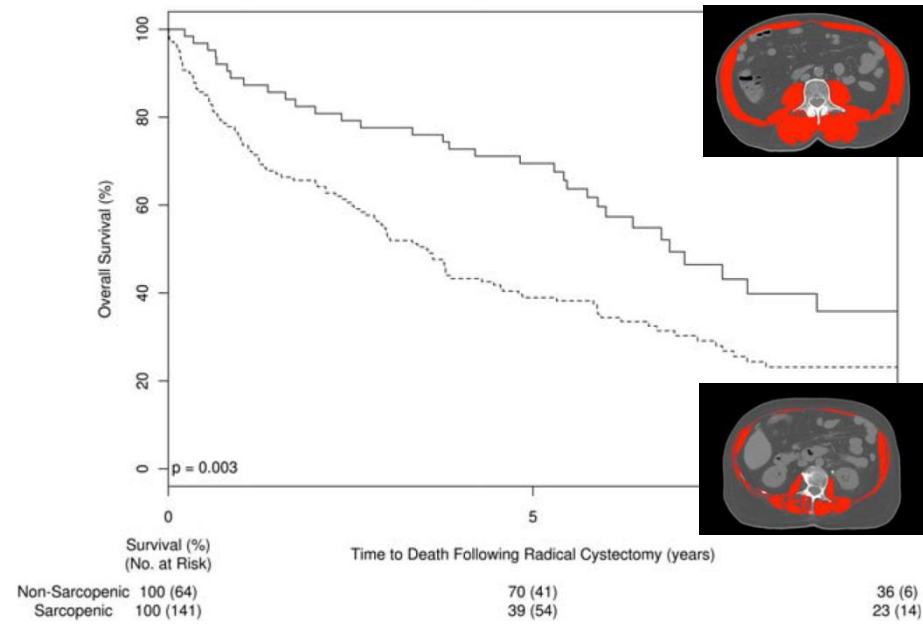 100
80
60
40
20
0
Overall Survival (%)
p = 0.003
0
5
Survival (%)
(No. at Risk)
Time to Death Following Radical Cystectomy (years)
Non-Sarcopenic 100 (64) 70 (41) 36 (6)
Sarcopenic 100 (141) 39 (54) 23 (14)